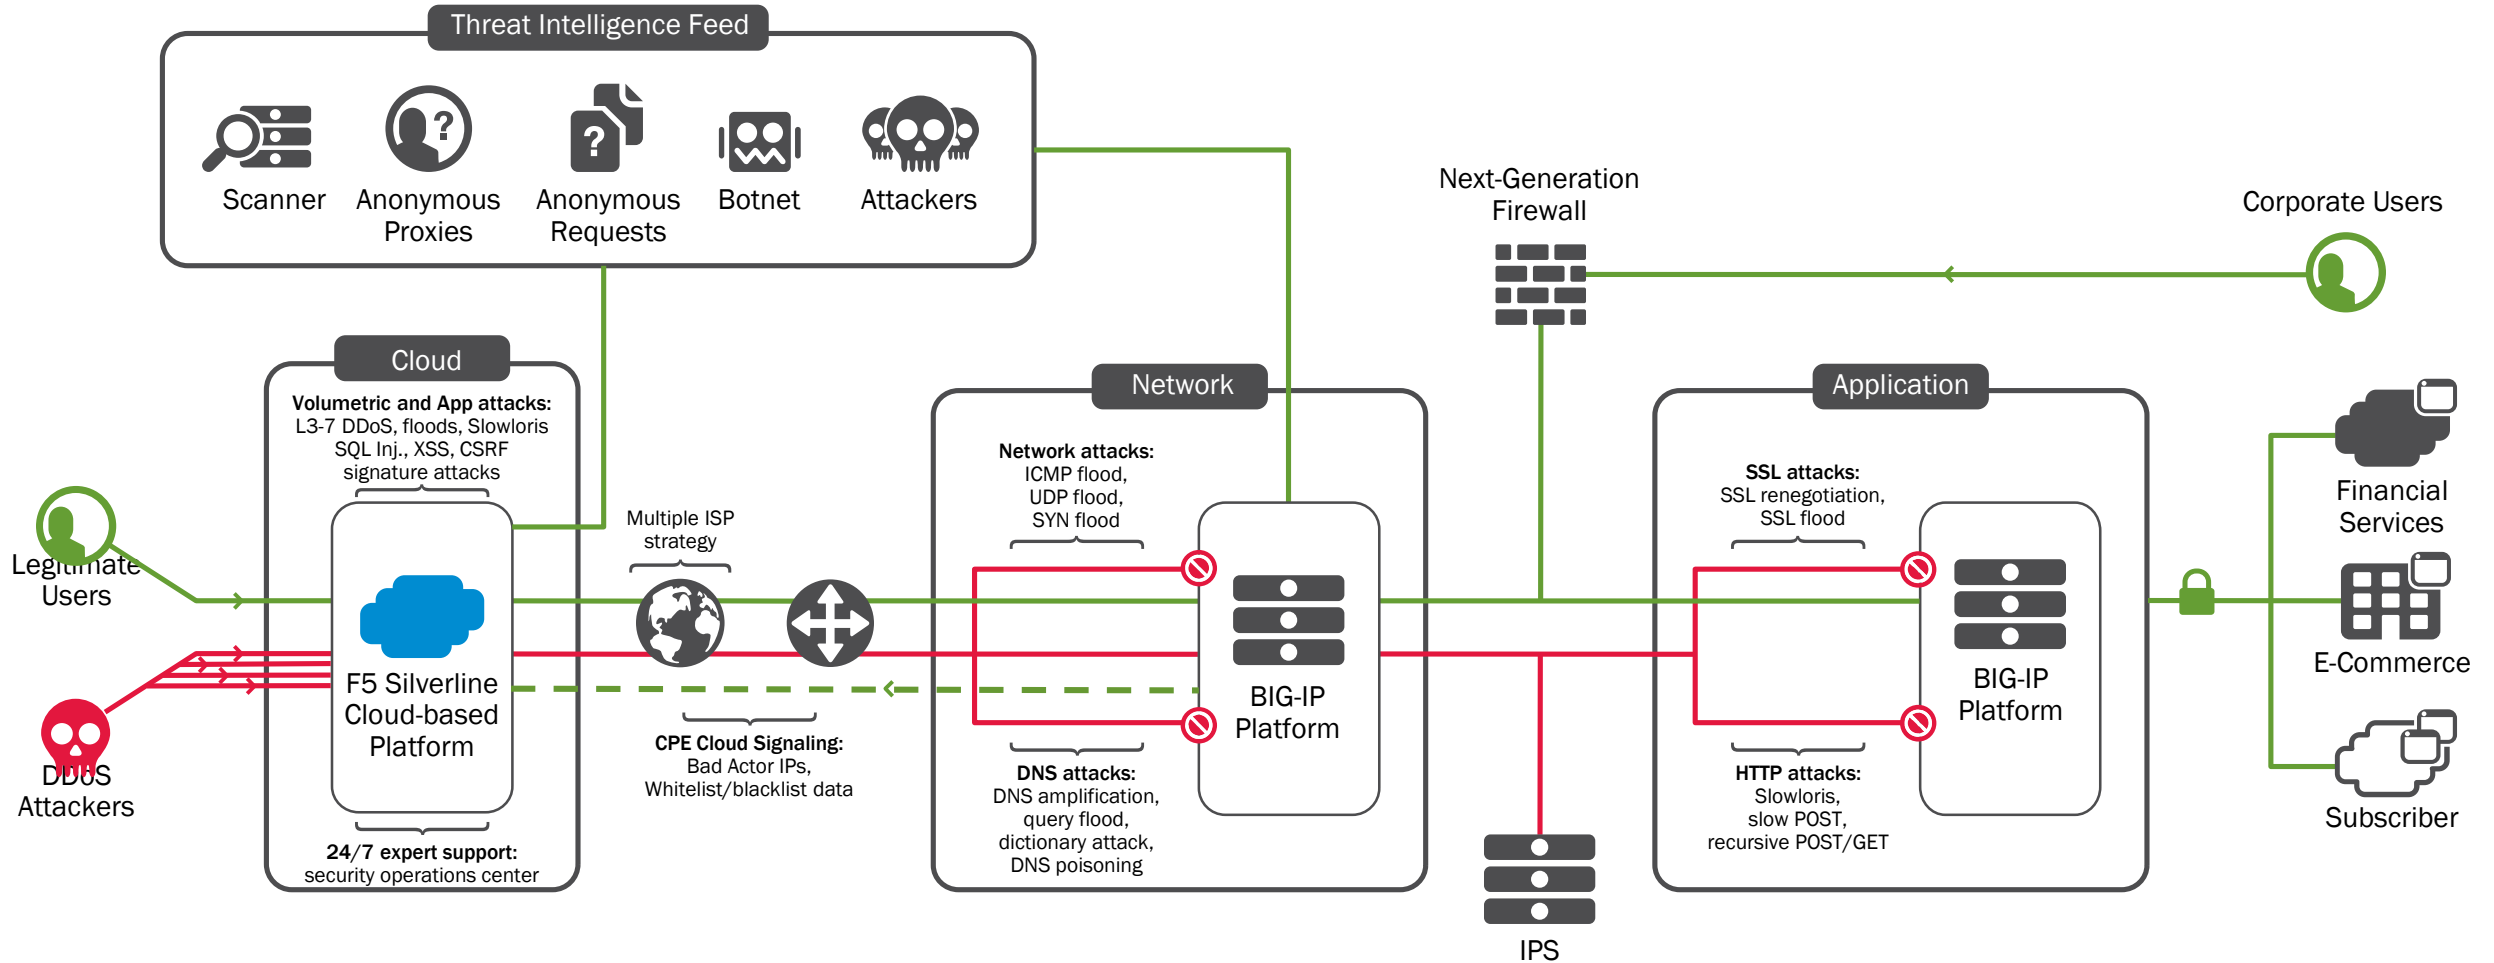 Threat Intelligence Feed
Scanner
Anonymous
Proxies
Anonymous
Requests
Botnet
Attackers
Next-Generation
Firewall
Corporate Users
Cloud
Volumetric and App attacks:
L3-7 DDoS, floods, Slowloris
SQL Inj., XSS, CSRF
signature attacks
Legitimate
Users
DDoS
Attackers
F5 Silverline
Cloud-based
Platform
24/7 expert support:
security operations center
Multiple ISP
strategy
CPE Cloud Signaling:
Bad Actor IPs,
Whitelist/blacklist data
Network
Network attacks:
ICMP flood,
UDP flood,
SYN flood
BIG-IP
Platform
DNS attacks:
DNS amplification,
query flood,
dictionary attack,
DNS poisoning
IPS
Application
SSL attacks:
SSL renegotiation,
SSL flood
BIG-IP
Platform
HTTP attacks:
Slowloris,
slow POST,
recursive POST/GET
Financial
Services
E-Commerce
Subscriber